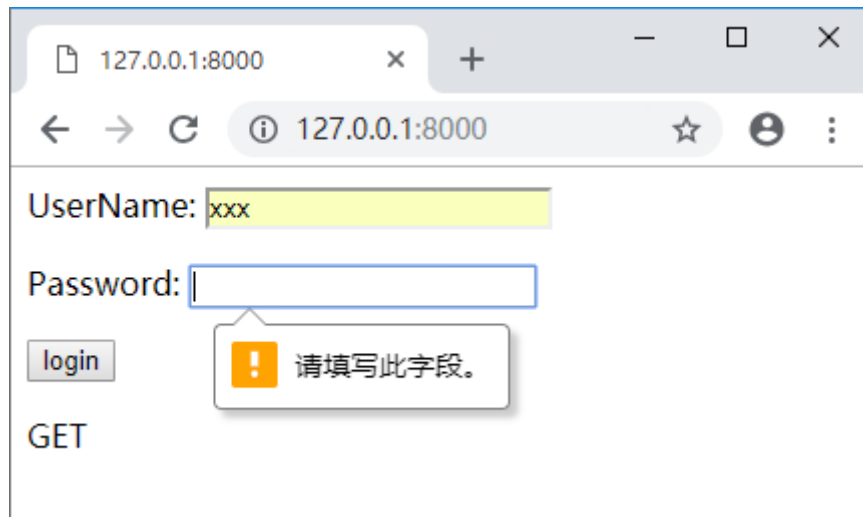 127.0.0.1:8000
127.0.0.1:8000
UserName: xxx
Password:
请填写此字段。
login
GET